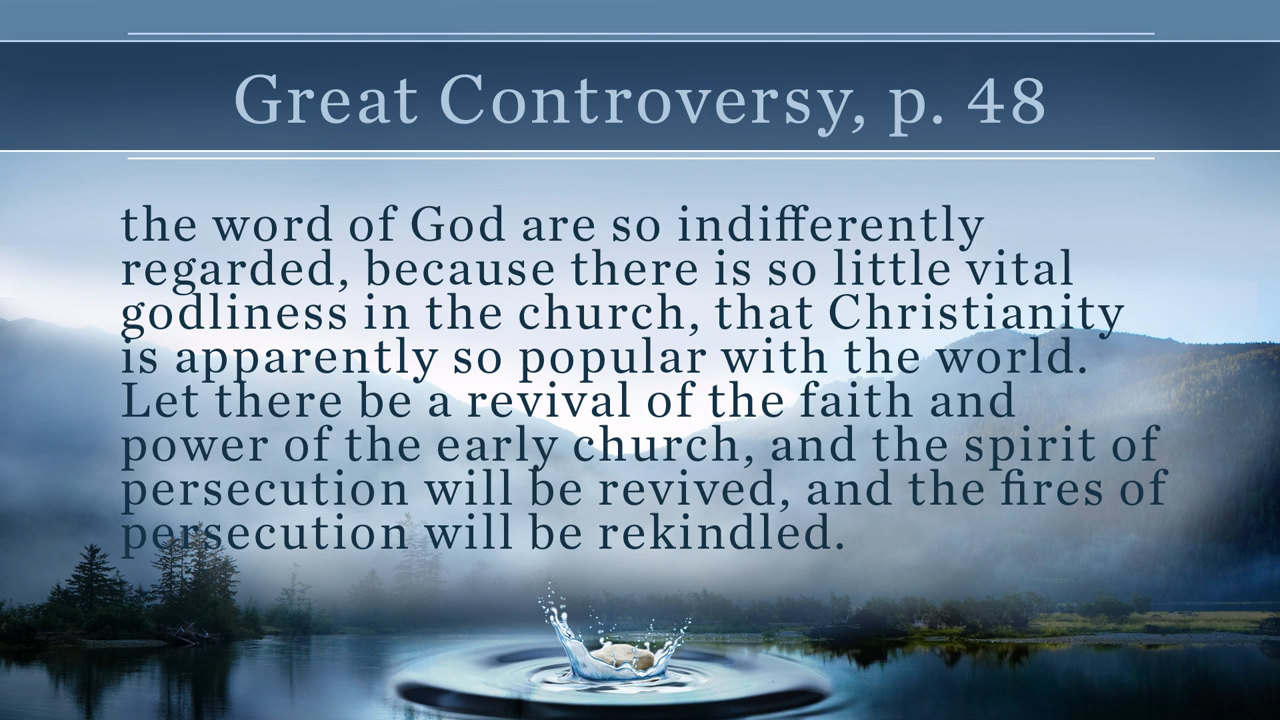 Great Controversy, p. 48
the word of God are so indifferently
regarded, because there is so little vital
godliness in the church, that Christianity
is apparently so popular with the world.
Let there be a revival of the faith and
power of the early church, and the spirit of
persecution will be revived, and the fires of
persecution will be rekindled.